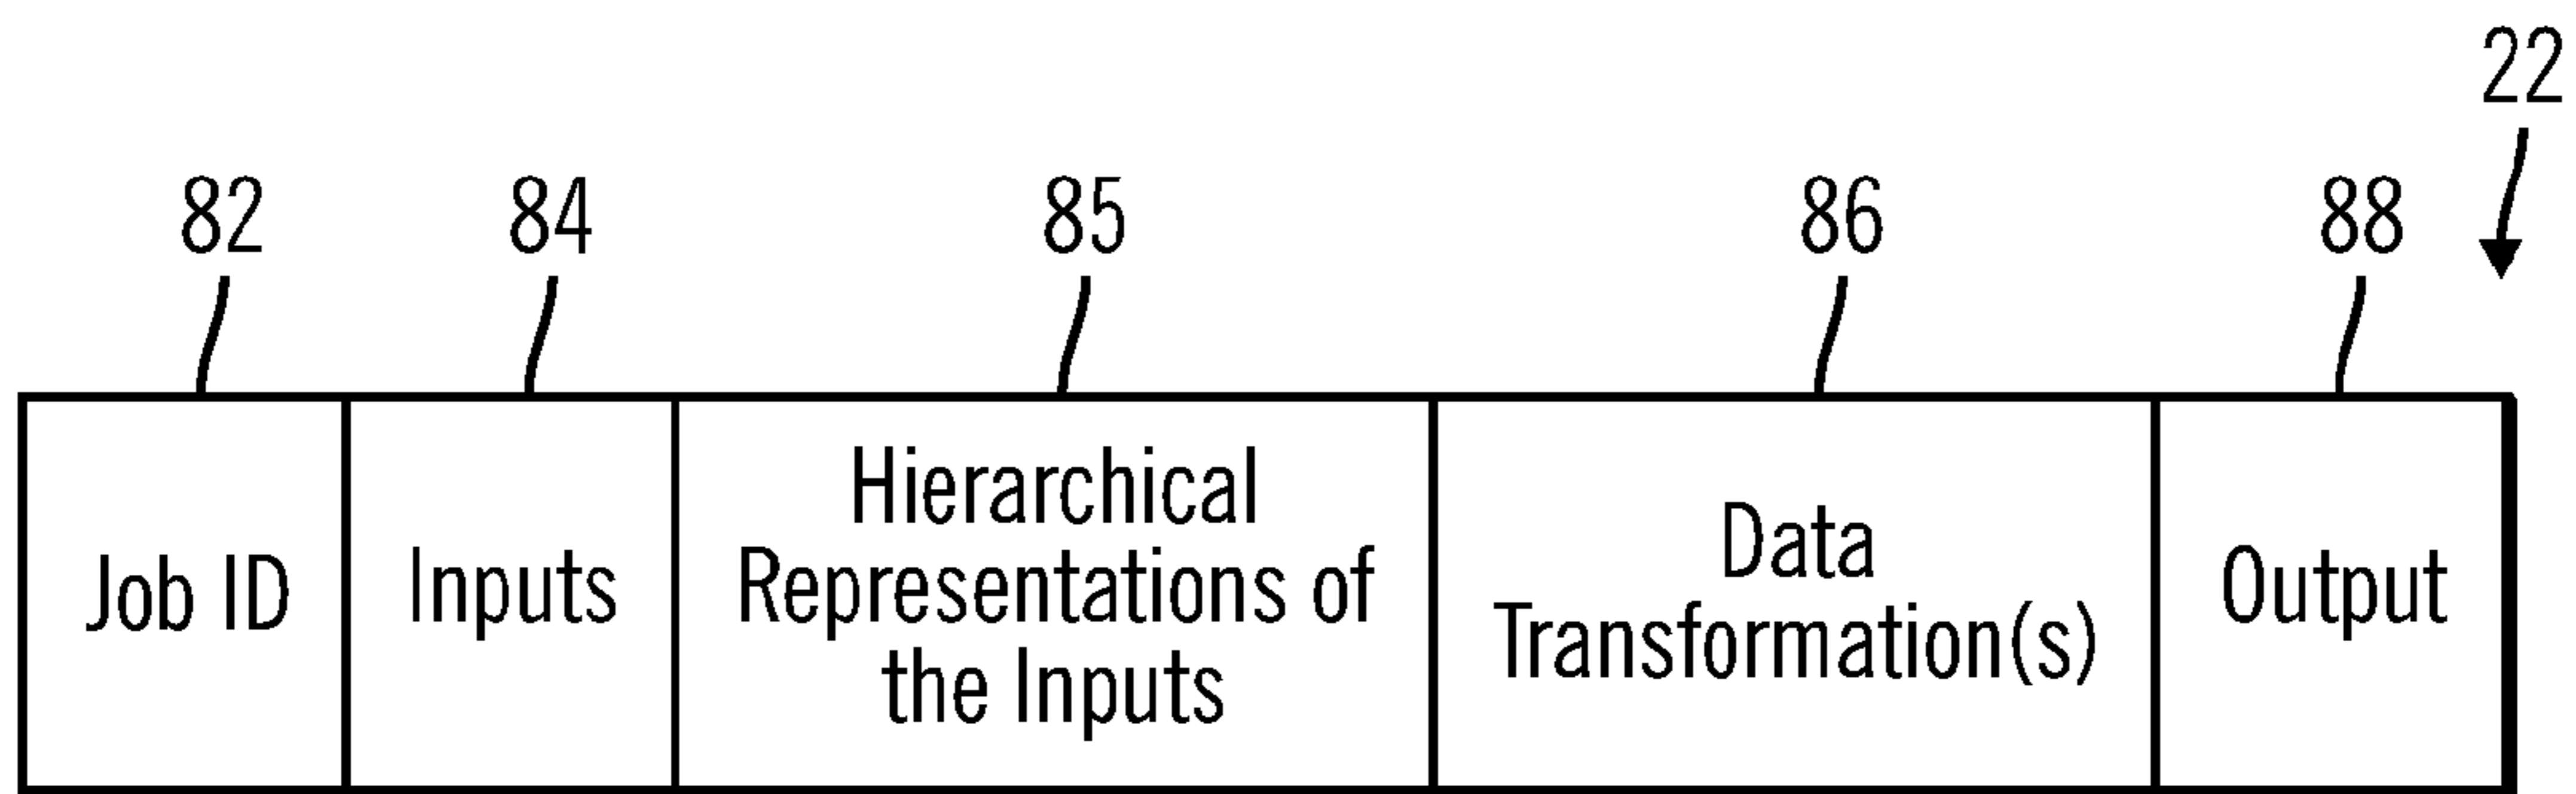 22
82
84
85
86
88
Job ID
Inputs
Hierarchical
Representations of
the Inputs
Data
Transformation(s)
Output